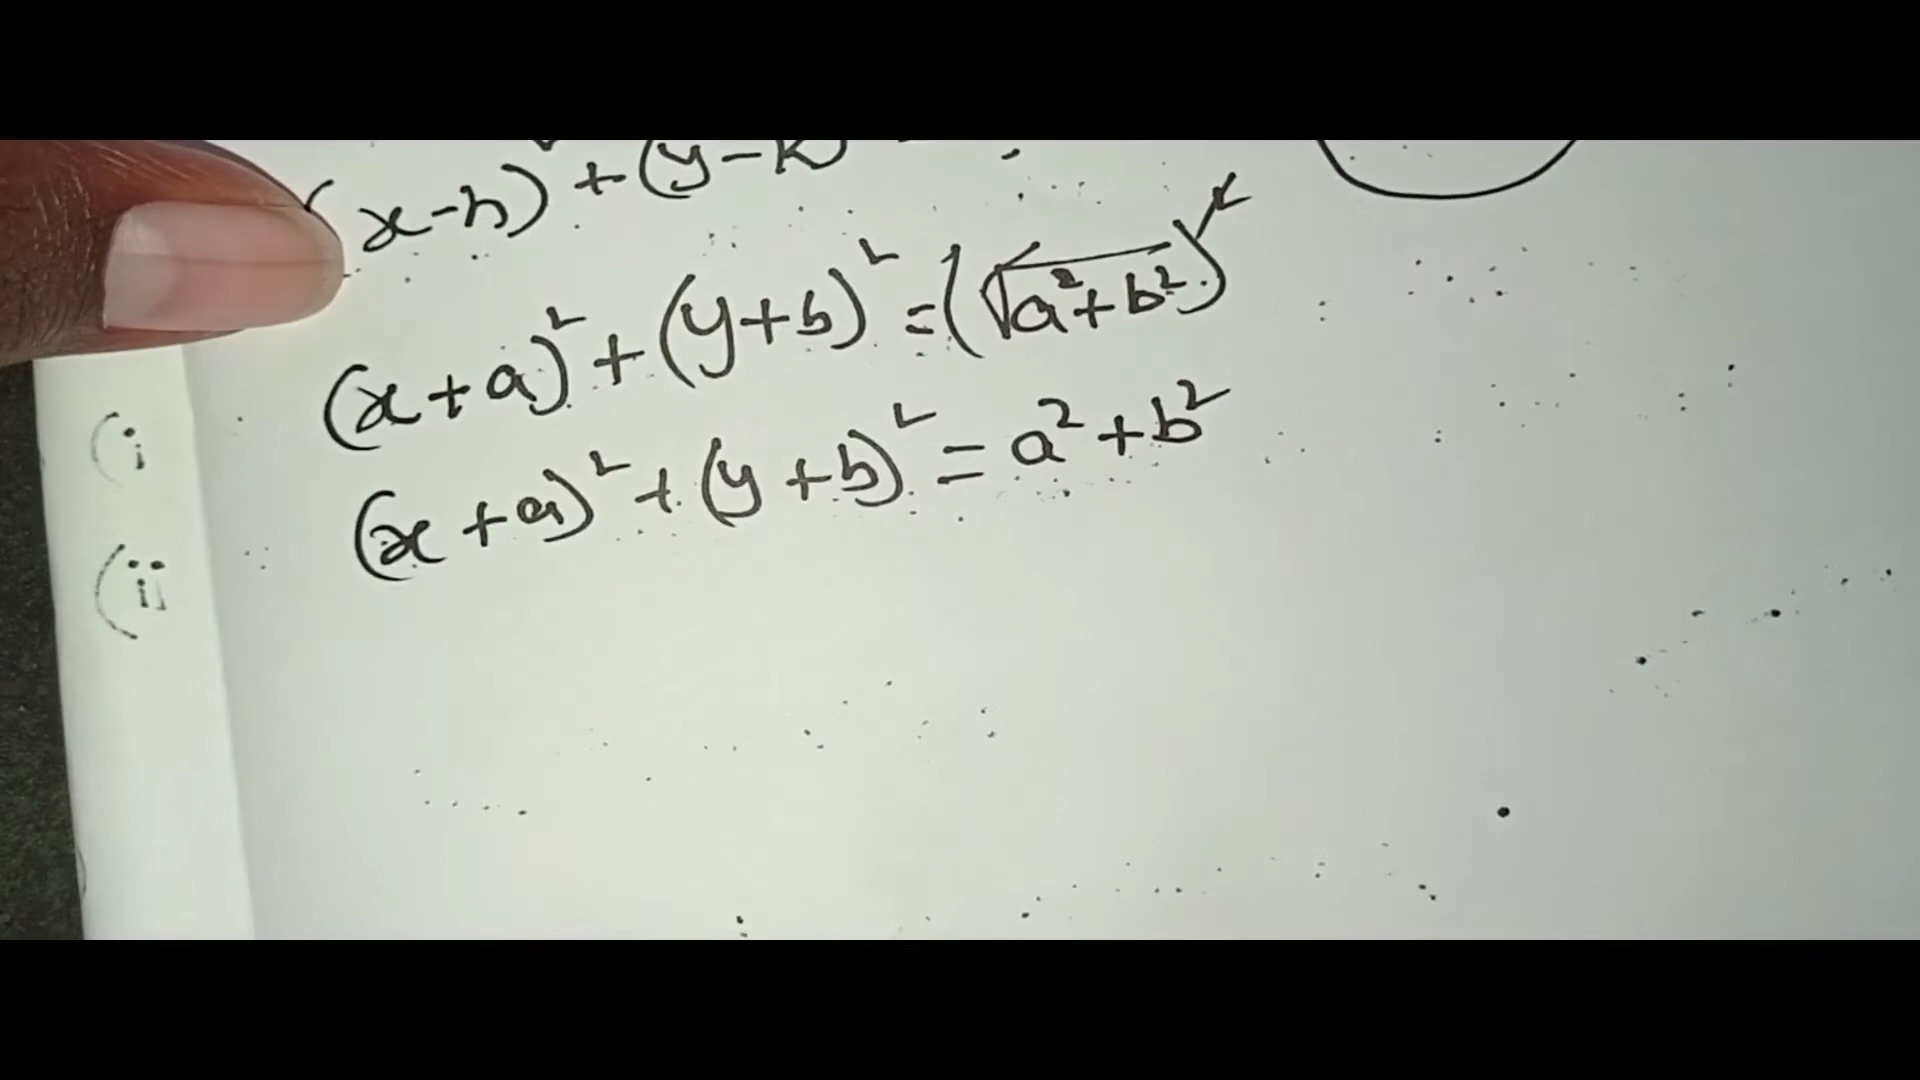 (x-h)² + (y-k)
(x+a)² + (y+b)² = (√a²+b²)²
(x+a)² + (y+b)² = a²+b²
(i
(ii